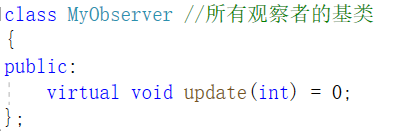 class MyObserver //所有观察者的基类
{
public:
    virtual void update(int) = 0;
};